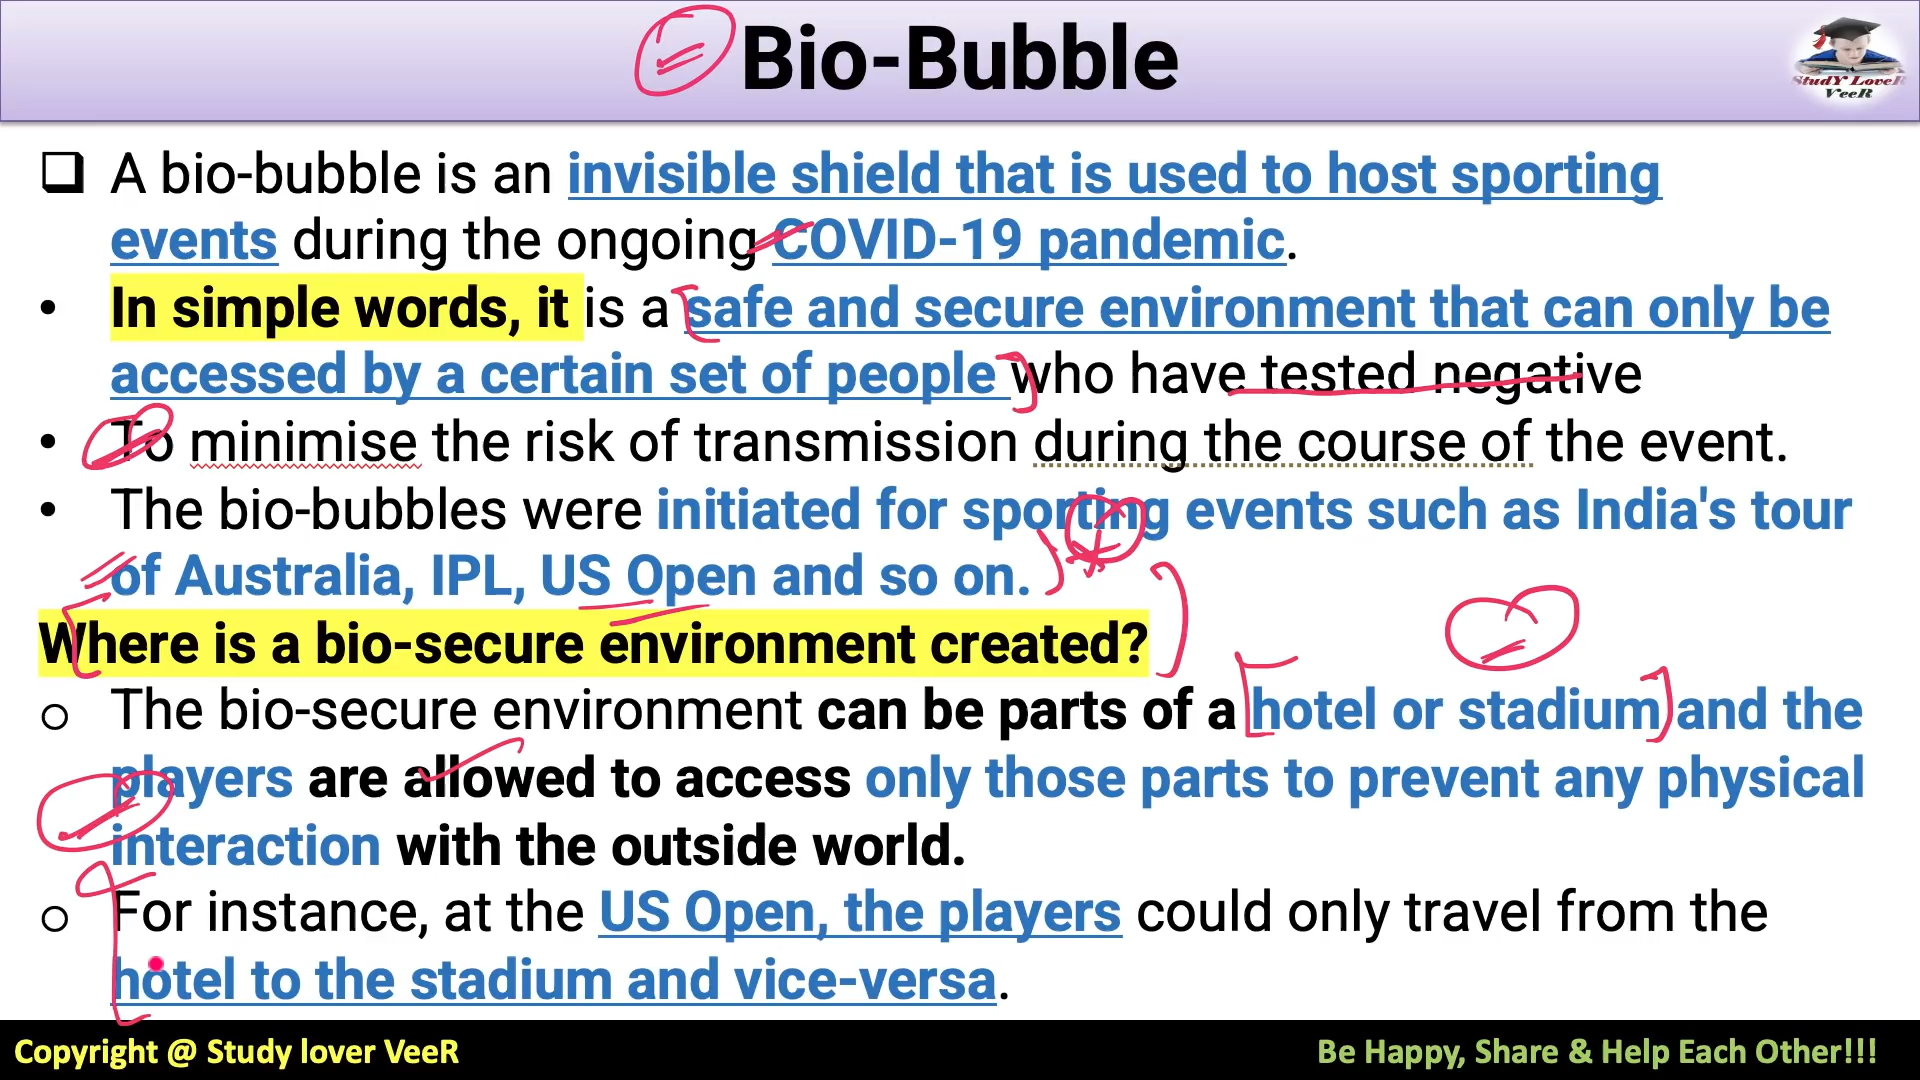 Bio-Bubble
StudY LoveR
VeeR
❑ A bio-bubble is an invisible shield that is used to host sporting
events during the ongoing COVID-19 pandemic.
• In simple words, it is a safe and secure environment that can only be
accessed by a certain set of people who have tested negative
• To minimise the risk of transmission during the course of the event.
• The bio-bubbles were initiated for sporting events such as India's tour
of Australia, IPL, US Open and so on.
Where is a bio-secure environment created?
o The bio-secure environment can be parts of a hotel or stadium and the
players are allowed to access only those parts to prevent any physical
interaction with the outside world.
o For instance, at the US Open, the players could only travel from the
hotel to the stadium and vice-versa.
Copyright @ Study lover VeeR
Be Happy, Share & Help Each Other!!!